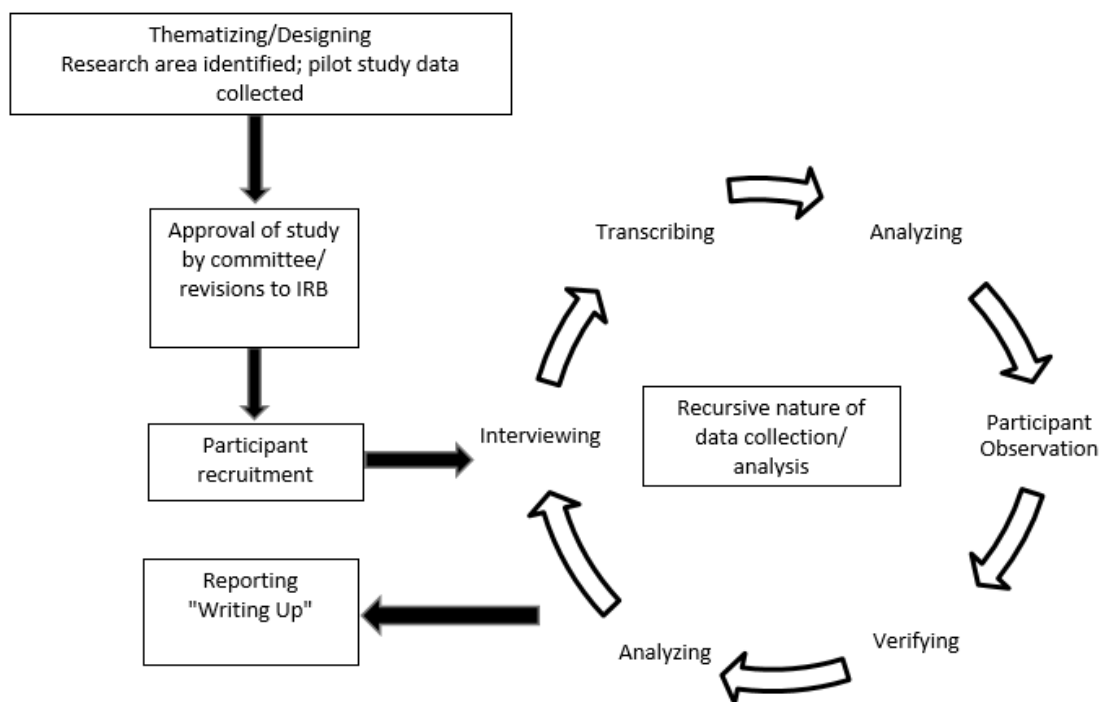 Thematizing/Designing
Research area identified; pilot study data
collected
Approval of study
by committee/
revisions to IRB
Participant
recruitment
Reporting
"Writing Up"
Transcribing
Analyzing
Interviewing
Recursive nature of
data collection/
analysis
Participant
Observation
Verifying
Analyzing